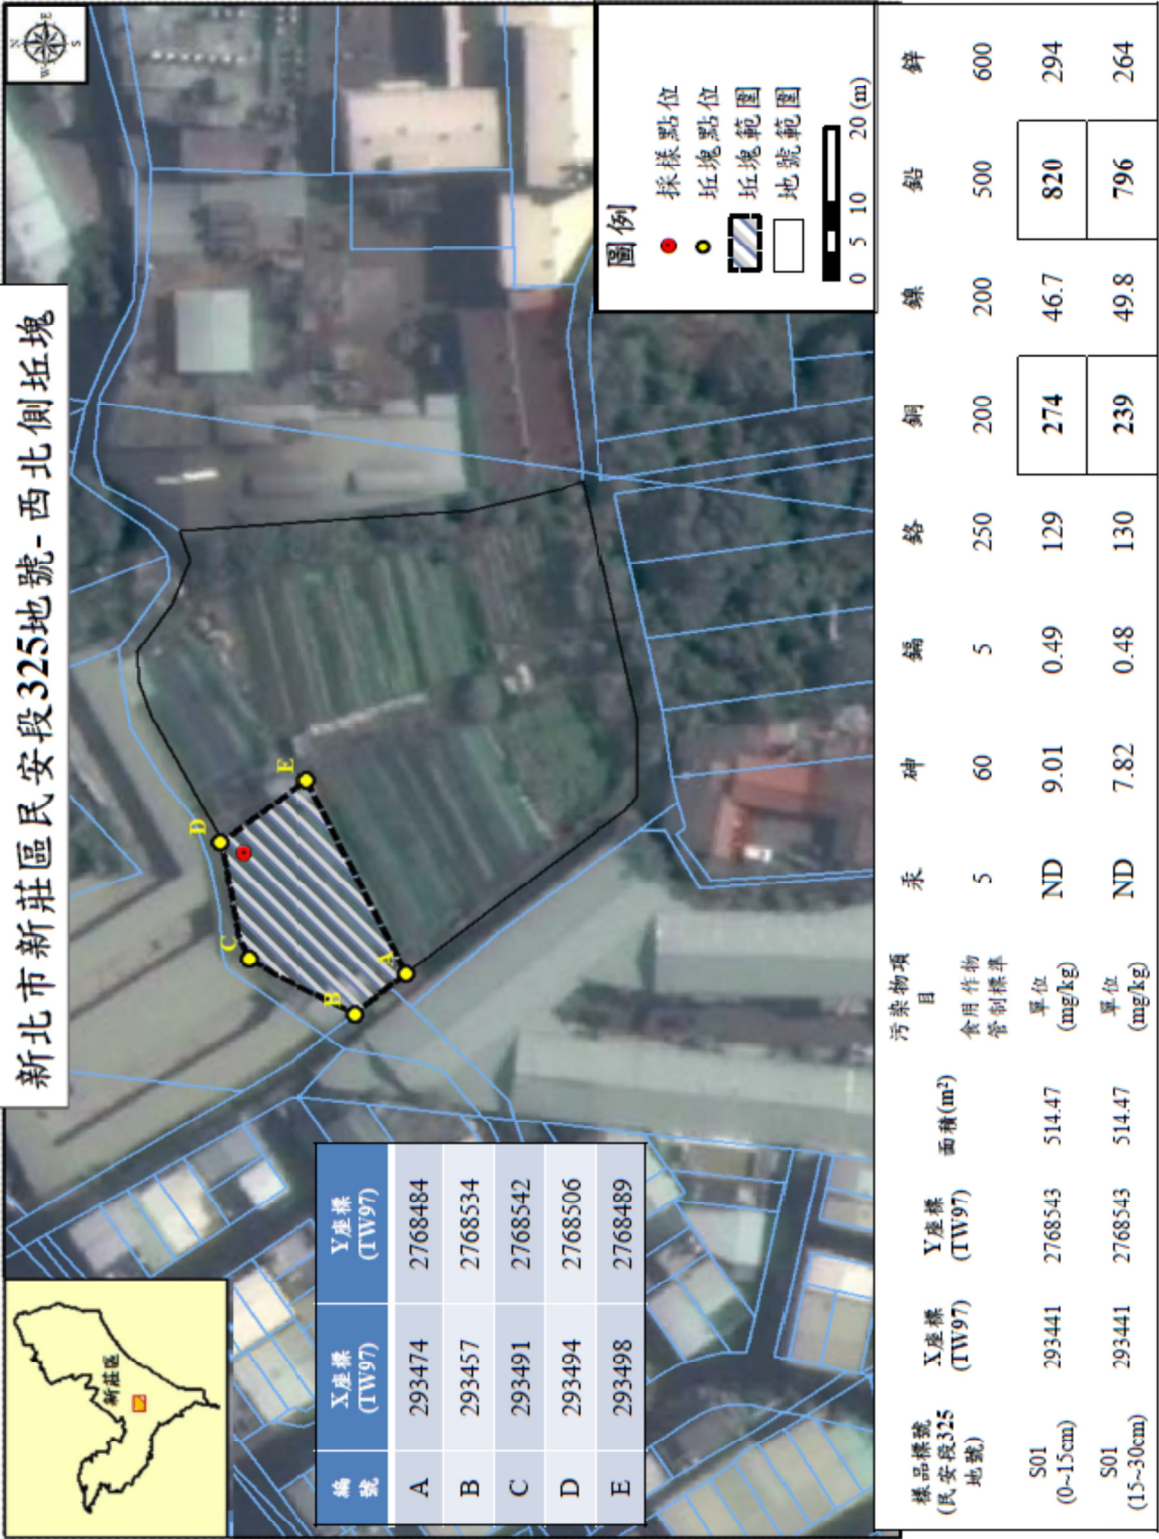 新北市新莊區民安段325地號-西北側坵塊
N
E
S
W
新莊區
圖例
採樣點位
坵塊點位
坵塊範圍
地號範圍
0 5 10 20 (m)
A
B
C
D
E
編號 X座標(TW97) Y座標(TW97)
A 293474 2768484
B 293457 2768534
C 293491 2768542
D 293494 2768506
E 293498 2768489
樣品標號(民安段325地號) X座標(TW97) Y座標(TW97) 面積(m²) 污染物項目 汞 砷 鎘 鉻 銅 鎳 鉛 鋅
食用作物管制標準 5 60 5 250 200 200 500 600
S01 (0~15cm) 293441 2768543 514.47 單位(mg/kg) ND 9.01 0.49 129 274 46.7 820 294
S01 (15~30cm) 293441 2768543 514.47 單位(mg/kg) ND 7.82 0.48 130 239 49.8 796 264